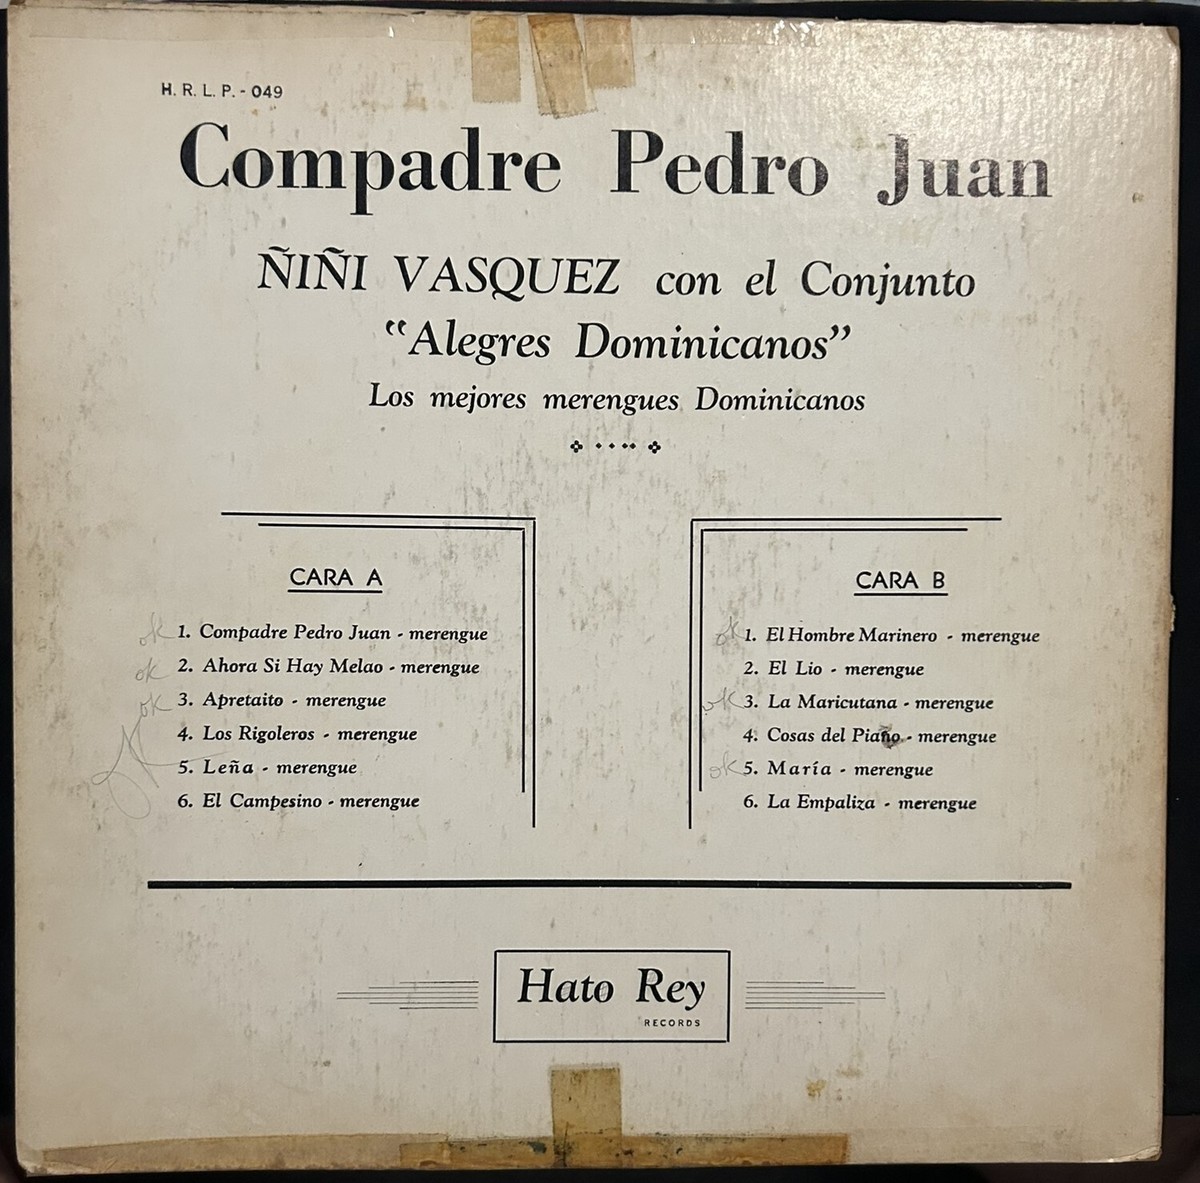 H. R. L. P. - 049
Compadre Pedro Juan
ÑIÑI VASQUEZ con el Conjunto
“Alegres Dominicanos”
Los mejores merengues Dominicanos
CARA A
ok 1. Compadre Pedro Juan - merengue
ok 2. Ahora Si Hay Melao - merengue
ok 3. Apretaito - merengue
4. Los Rigoleros - merengue
5. Leña - merengue
6. El Campesino - merengue
CARA B
ok 1. El Hombre Marinero - merengue
2. El Lio - merengue
ok 3. La Maricutana - merengue
4. Cosas del Piaño - merengue
ok 5. María - merengue
6. La Empaliza - merengue
Hato Rey
RECORDS